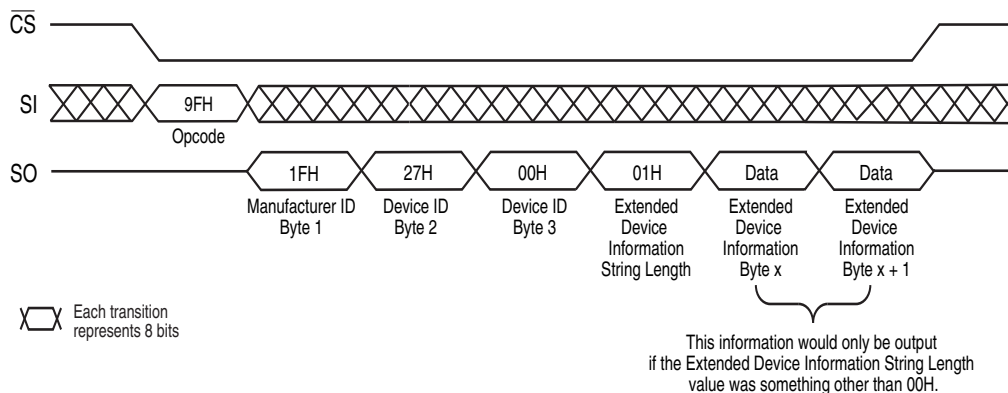 CS
SI
9FH
Opcode
SO
1FH
27H
00H
01H
Data
Data
Manufacturer ID
Byte 1
Device ID
Byte 2
Device ID
Byte 3
Extended
Device
Information
String Length
Extended
Device
Information
Byte x
Extended
Device
Information
Byte x + 1
Each transition
represents 8 bits
This information would only be output
if the Extended Device Information String Length
value was something other than 00H.